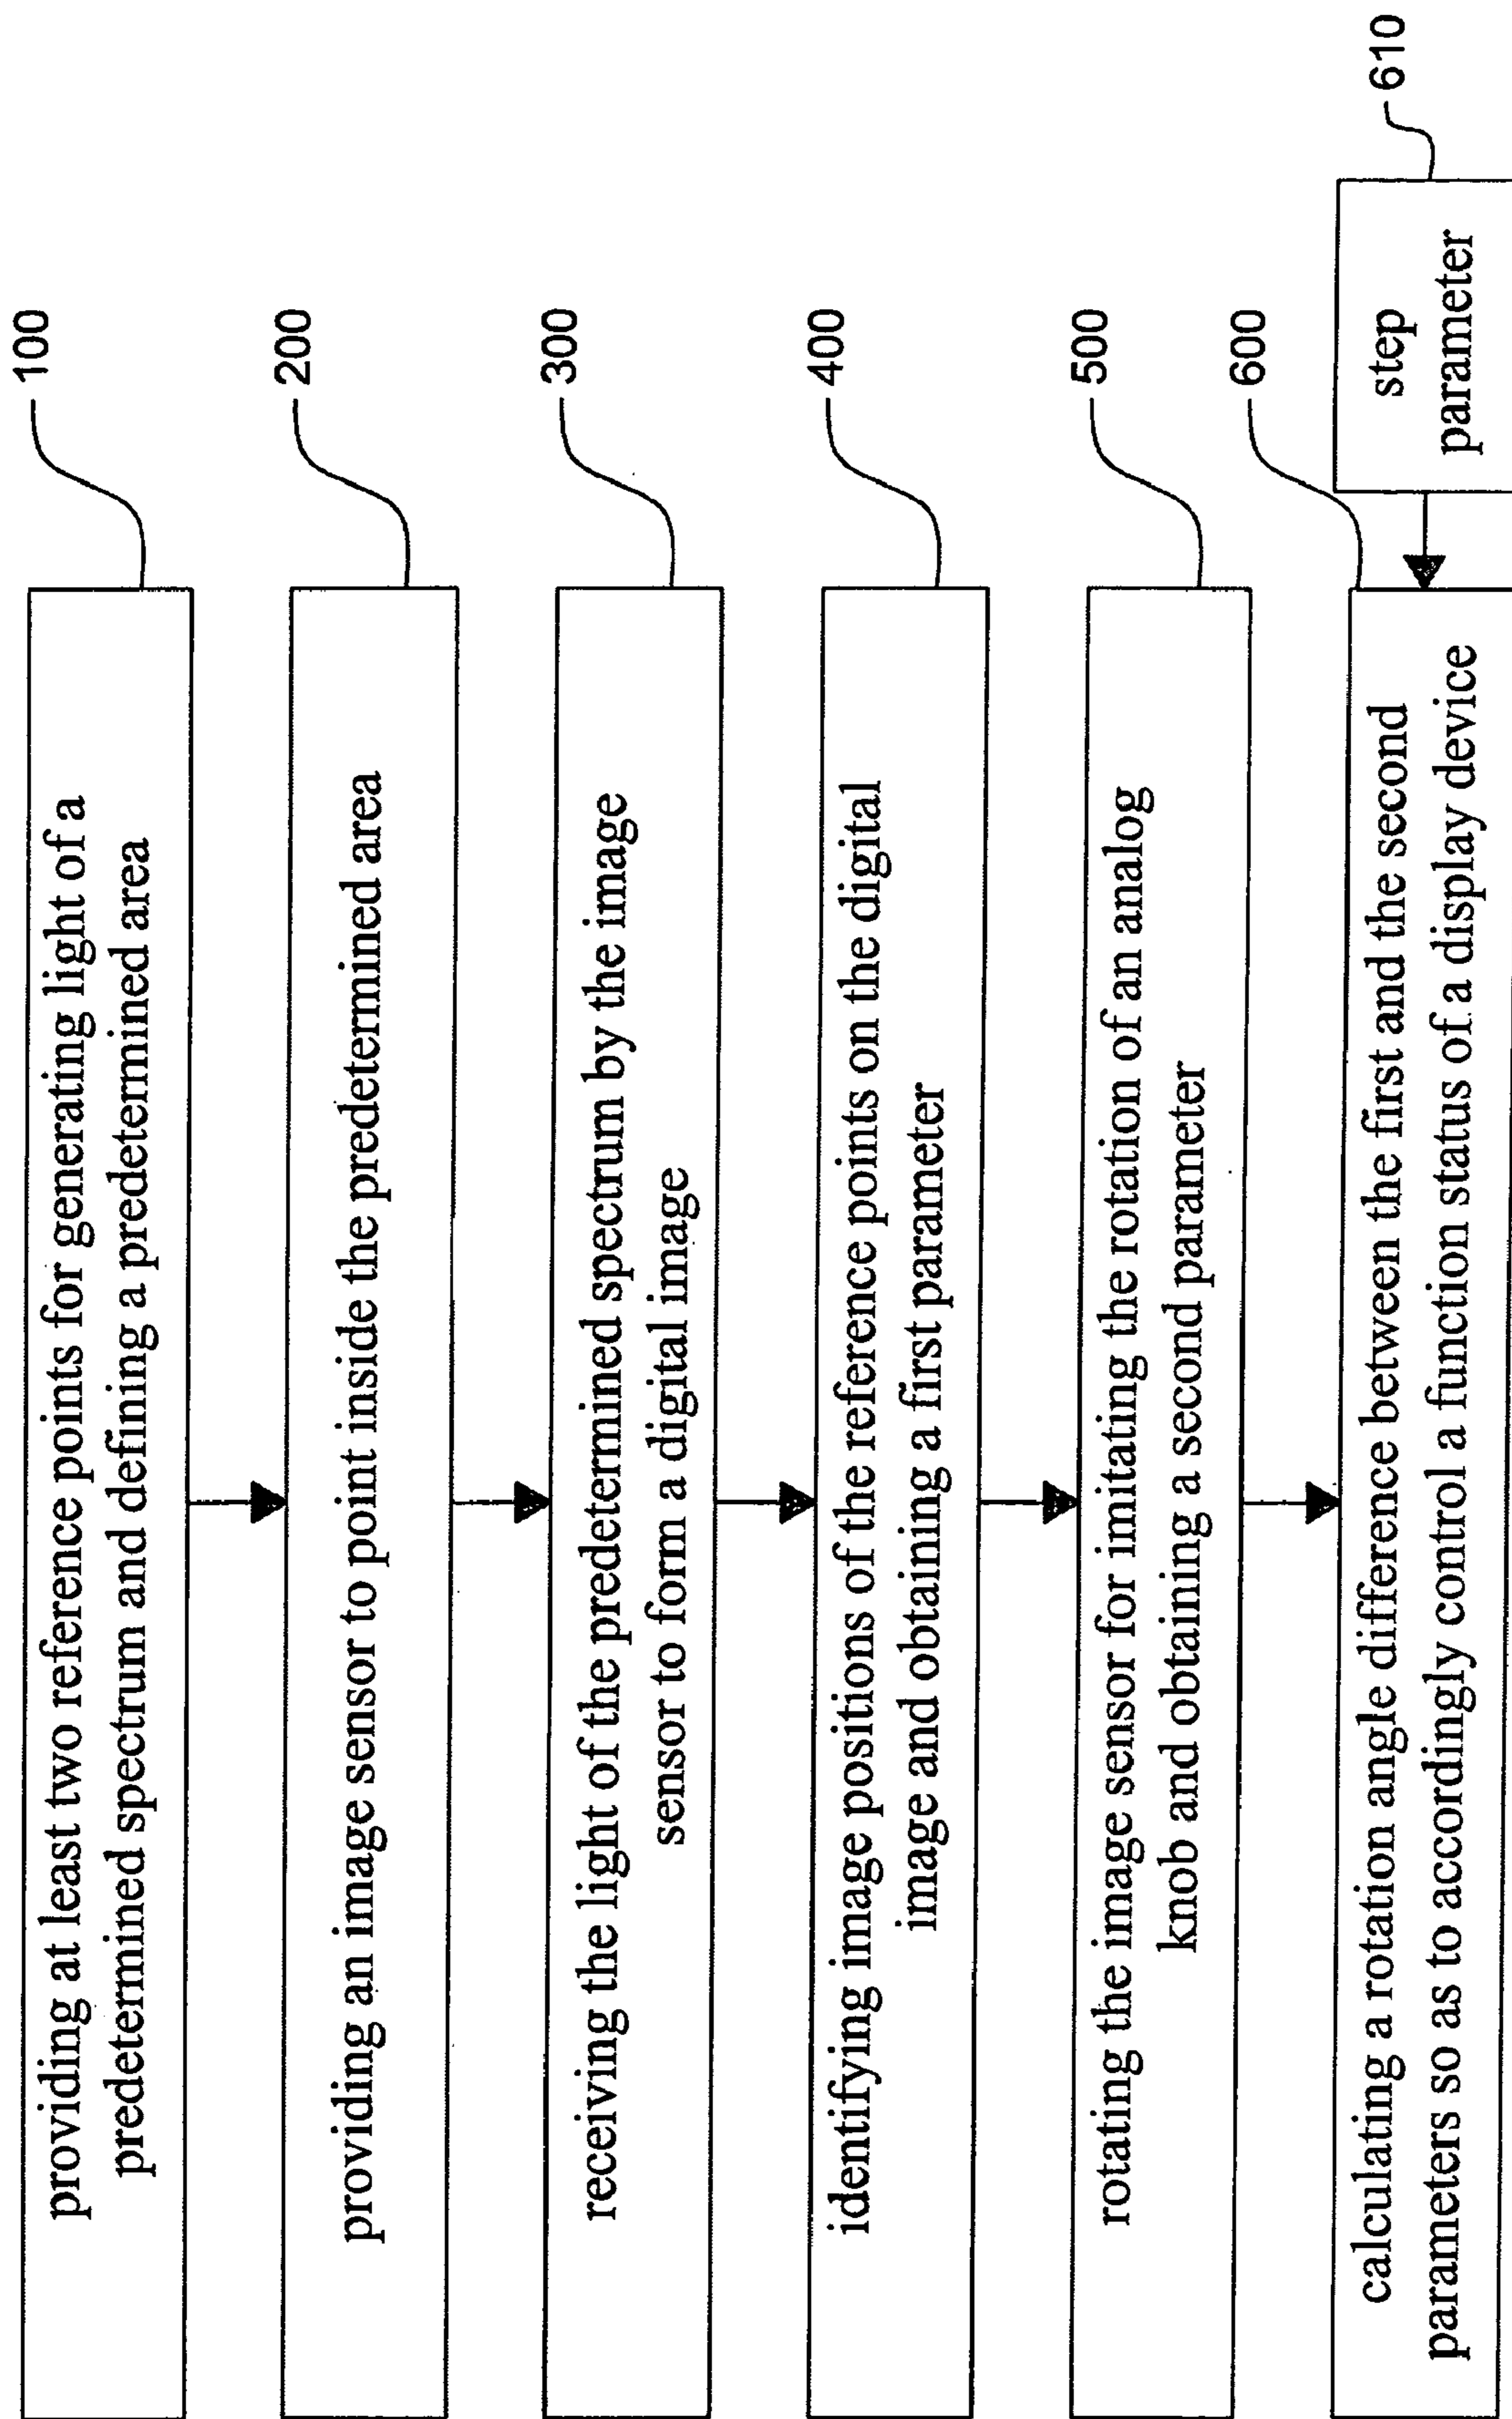 providing at least two reference points for generating light of a
predetermined spectrum and defining a predetermined area
100
providing an image sensor to point inside the predetermined area
200
receiving the light of the predetermined spectrum by the image
sensor to form a digital image
300
identifying image positions of the reference points on the digital
image and obtaining a first parameter
400
rotating the image sensor for imitating the rotation of an analog
knob and obtaining a second parameter
500
calculating a rotation angle difference between the first and the second
parameters so as to accordingly control a function status of a display device
600
step
parameter
610